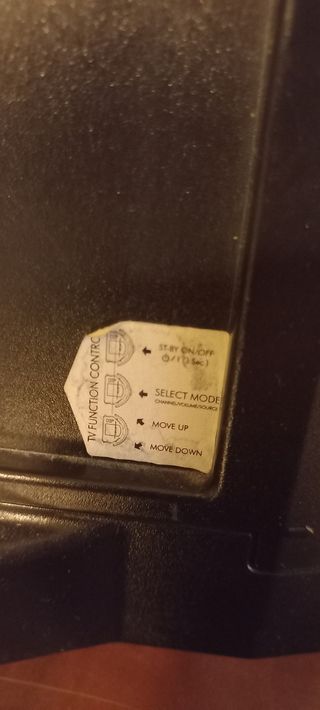 TV FUNCTION CONTRO
ST-BY ON/OFF
SELECT MODE
CHANNEL/VOLUME/SOURCE
MOVE UP
MOVE DOWN